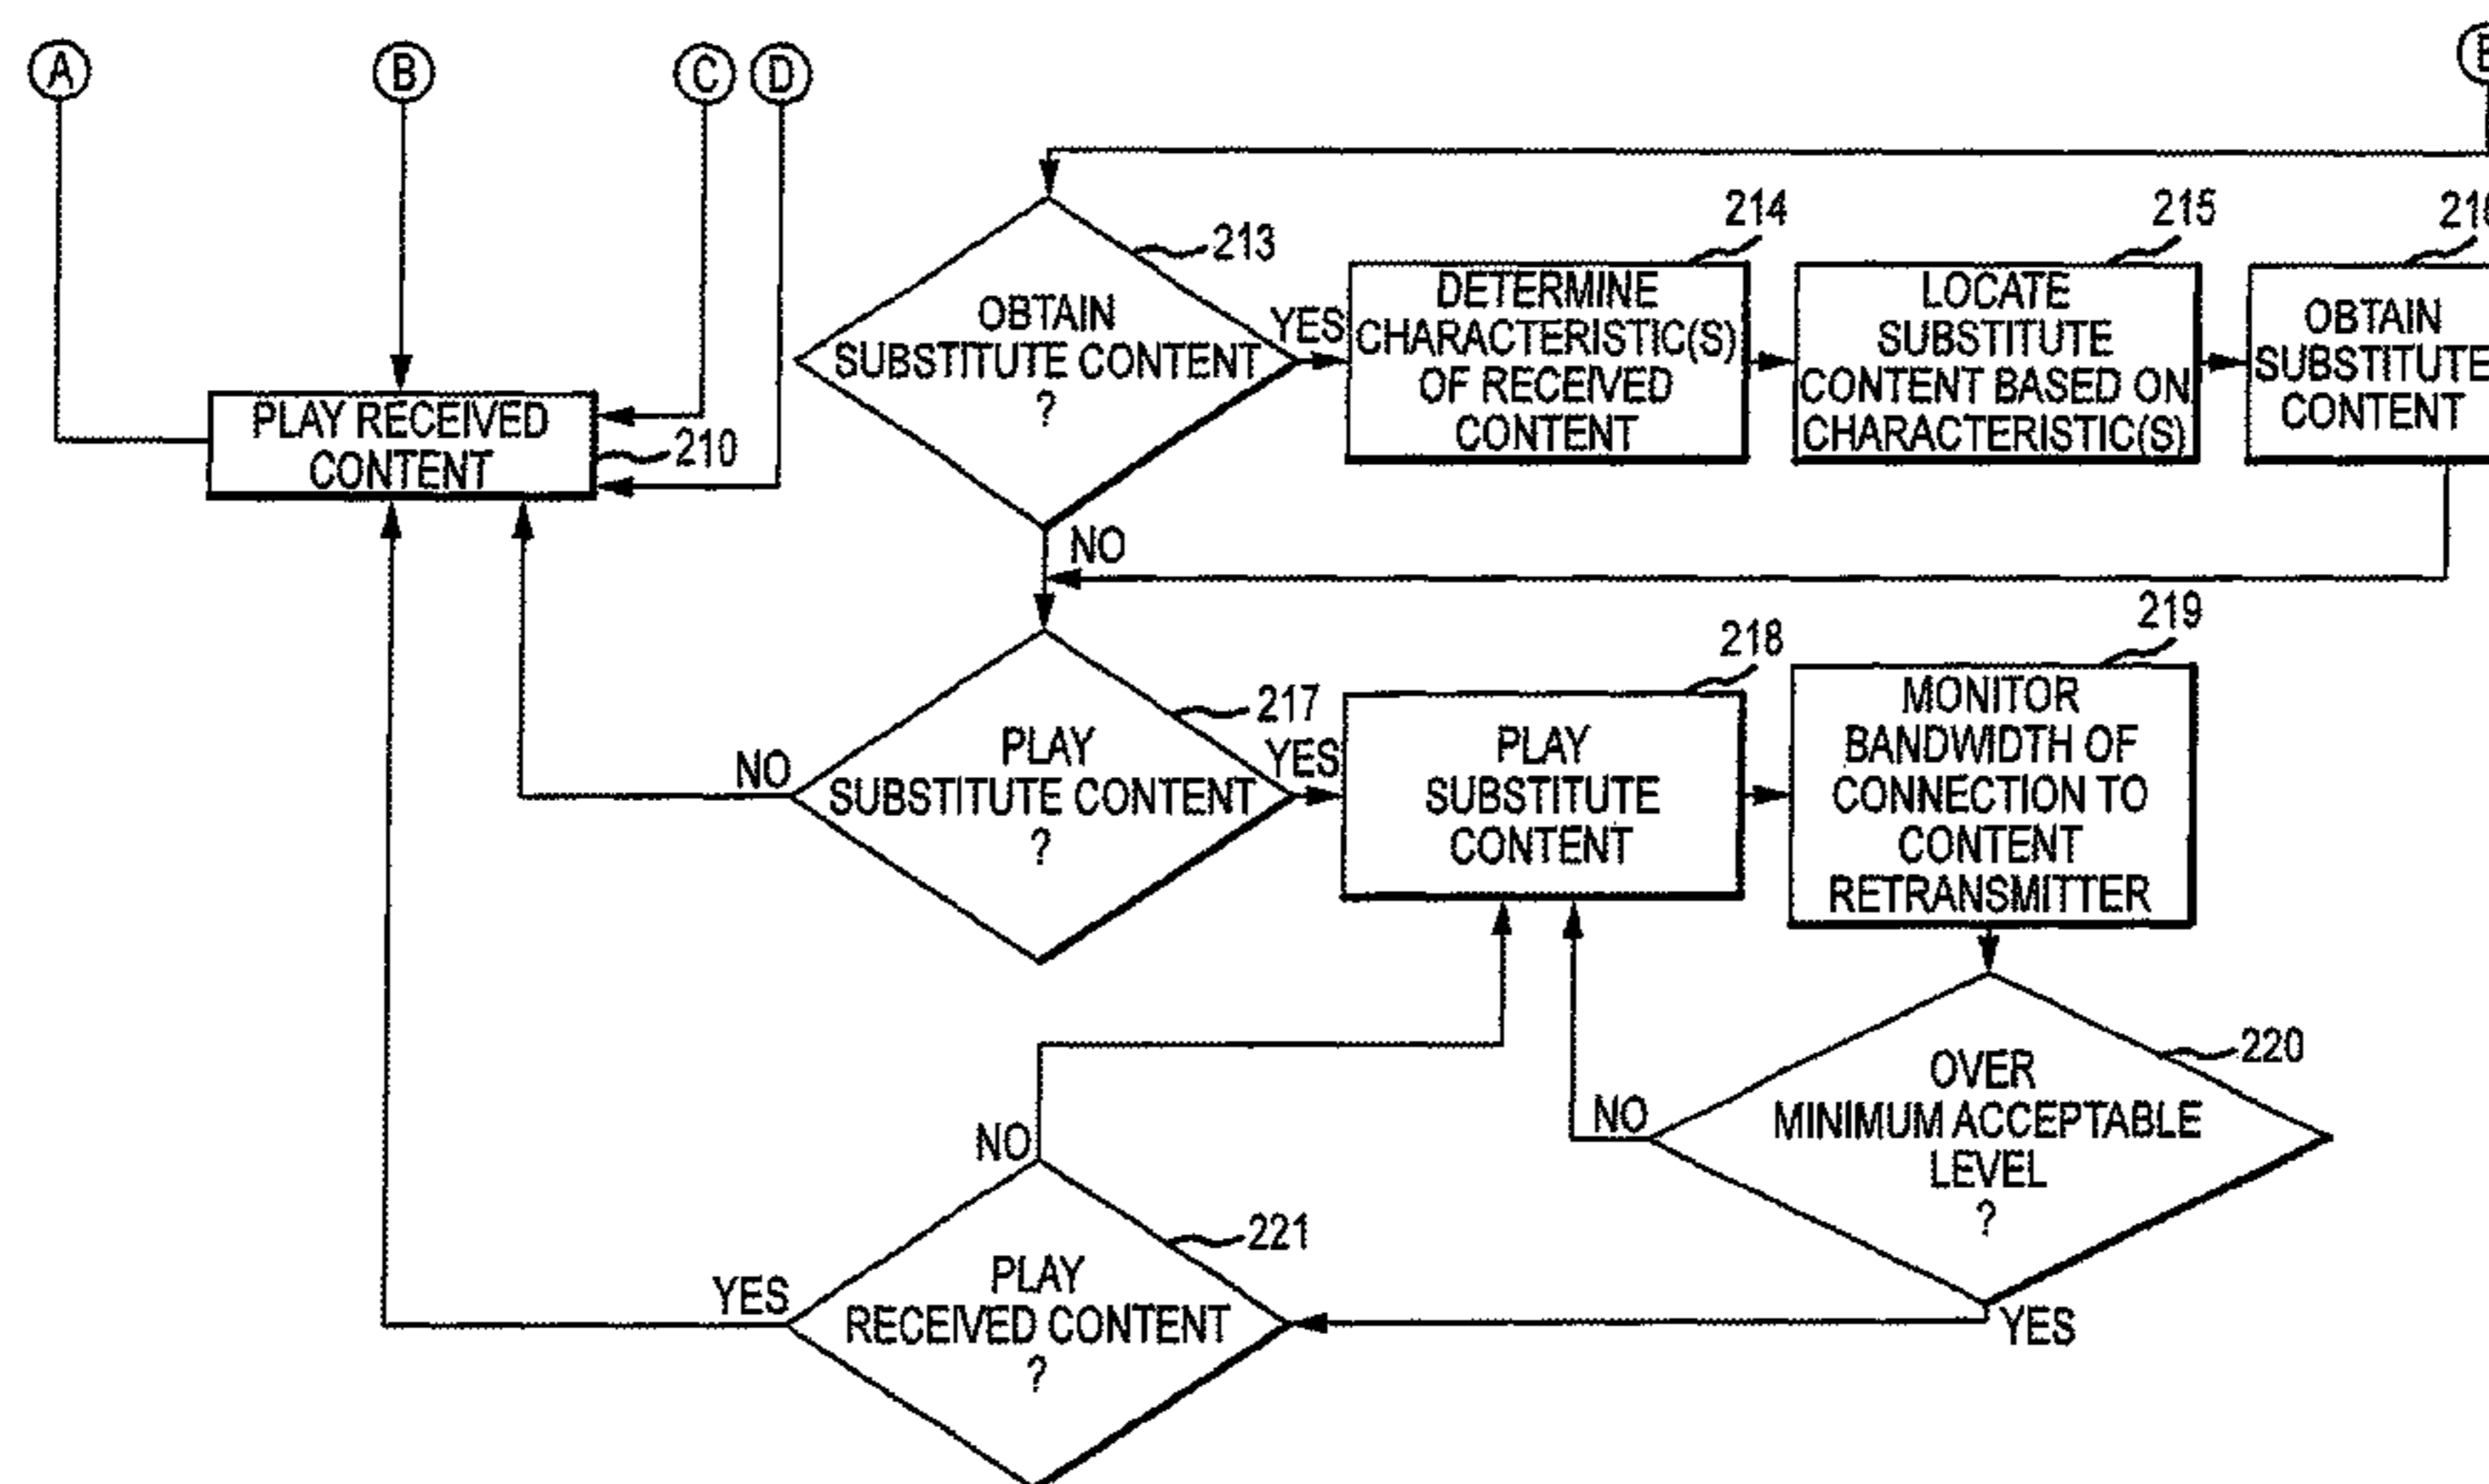 A
B
C
D
213
214
215
OBTAIN
SUBSTITUTE CONTENT
?
YES
DETERMINE
CHARACTERISTIC(S)
OF RECEIVED
CONTENT
LOCATE
SUBSTITUTE
CONTENT BASED ON
CHARACTERISTIC(S)
OBTAIN
SUBSTITUTE
CONTENT
PLAY RECEIVED
CONTENT
210
NO
217
218
219
NO
PLAY
SUBSTITUTE CONTENT
?
YES
PLAY
SUBSTITUTE
CONTENT
MONITOR
BANDWIDTH OF
CONNECTION TO
CONTENT
RETRANSMITTER
220
OVER
MINIMUM ACCEPTABLE
LEVEL
?
NO
YES
NO
221
YES
PLAY
RECEIVED CONTENT
?